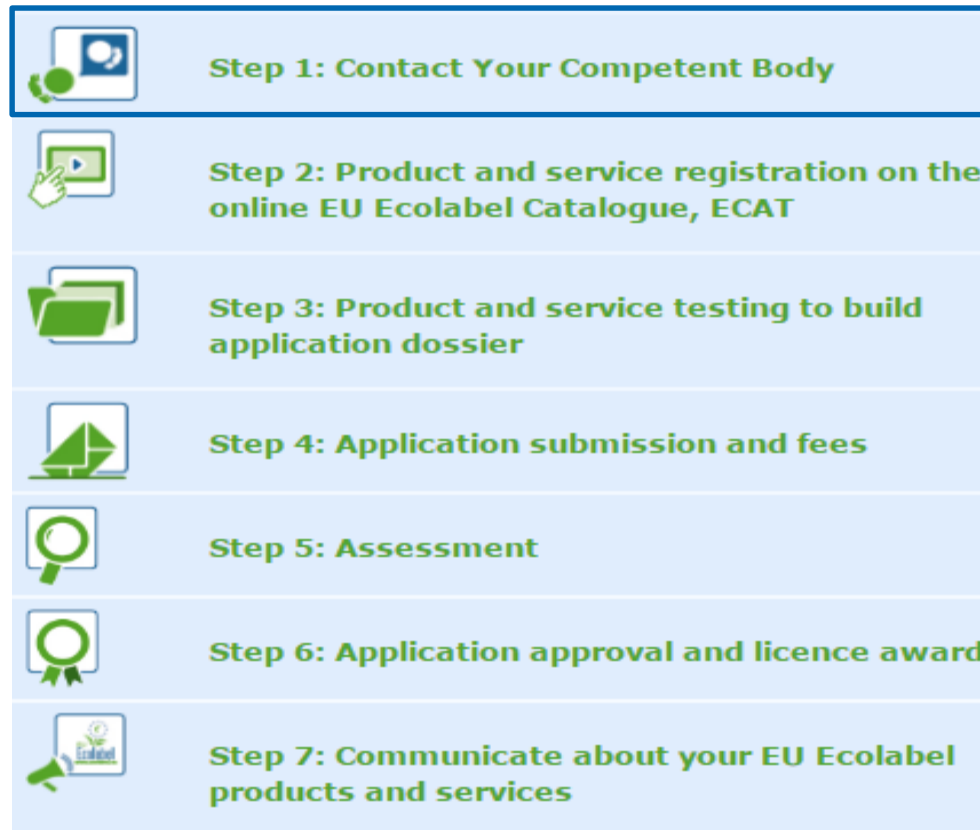 Step 1: Contact Your Competent Body
Step 2: Product and service registration on the
online EU Ecolabel Catalogue, ECAT
Step 3: Product and service testing to build
application dossier
Step 4: Application submission and fees
Step 5: Assessment
Step 6: Application approval and licence award
Step 7: Communicate about your EU Ecolabel
products and services
Ecolabel